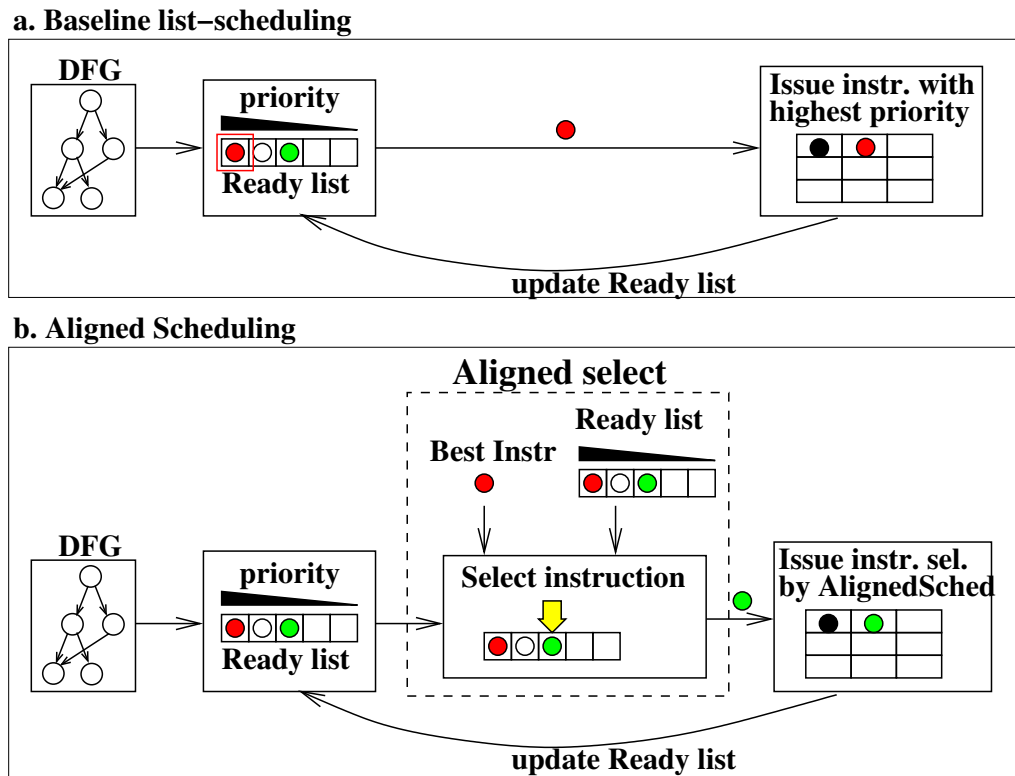 a. Baseline list–scheduling
DFG
priority
Ready list
Issue instr. with
highest priority
update Ready list
b. Aligned Scheduling
Aligned select
Best Instr
Ready list
DFG
priority
Ready list
Select instruction
Issue instr. sel.
by AlignedSched
update Ready list